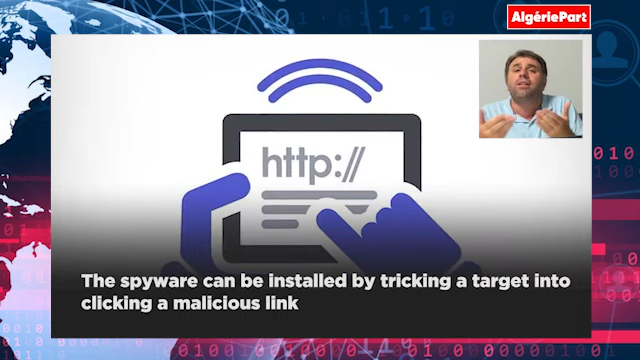 AlgériePart
http://
The spyware can be installed by tricking a target into
clicking a malicious link